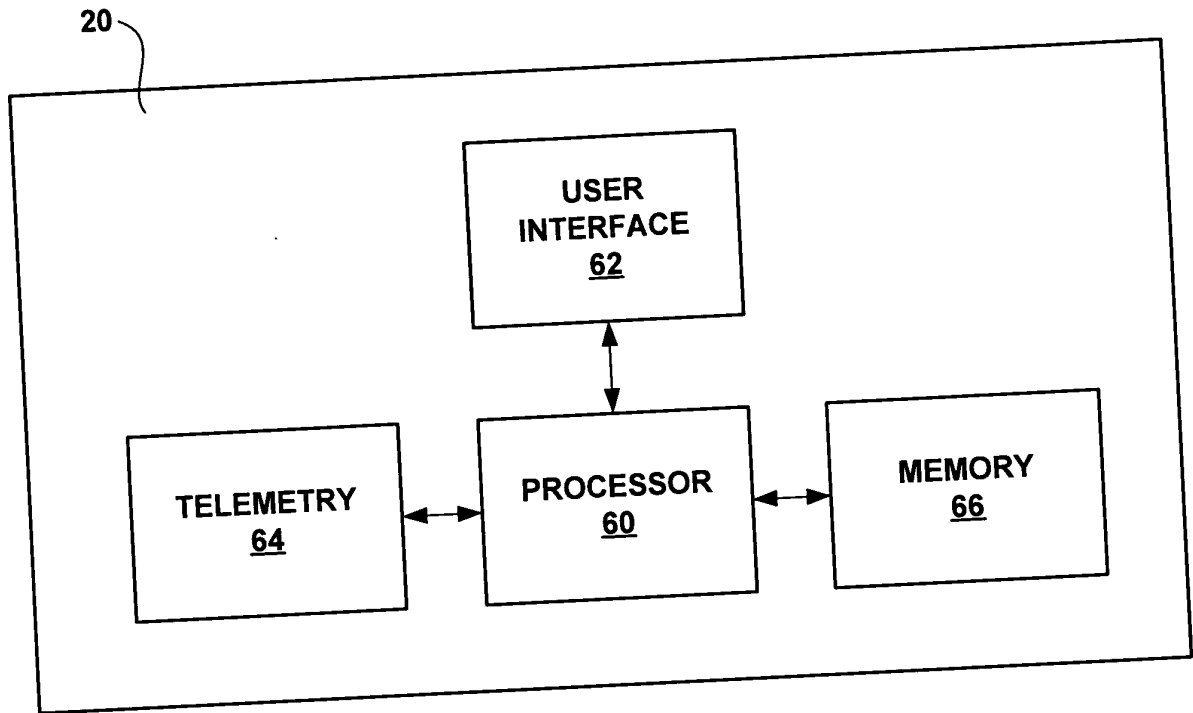 20
USER
INTERFACE
62
TELEMETRY
64
PROCESSOR
60
MEMORY
66